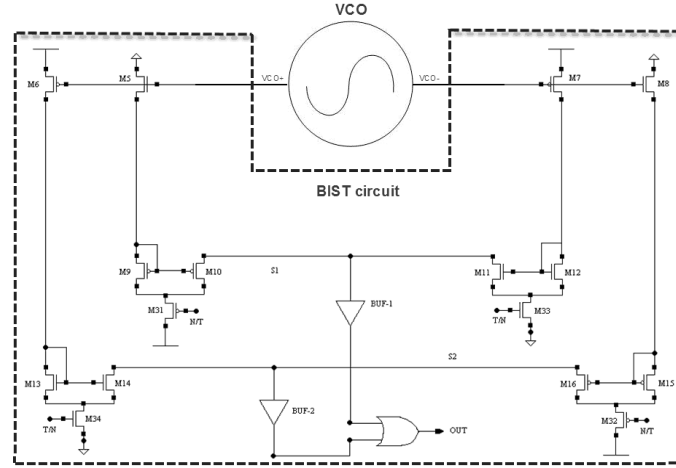 VCO
M6
M5
VCO+
VCO-
M7
M8
BIST circuit
M9
M10
S1
M11
M12
M31
N/T
BUF-1
T/N
M33
M13
M14
S2
M16
M15
T/N
M34
BUF-2
OUT
M32
N/T